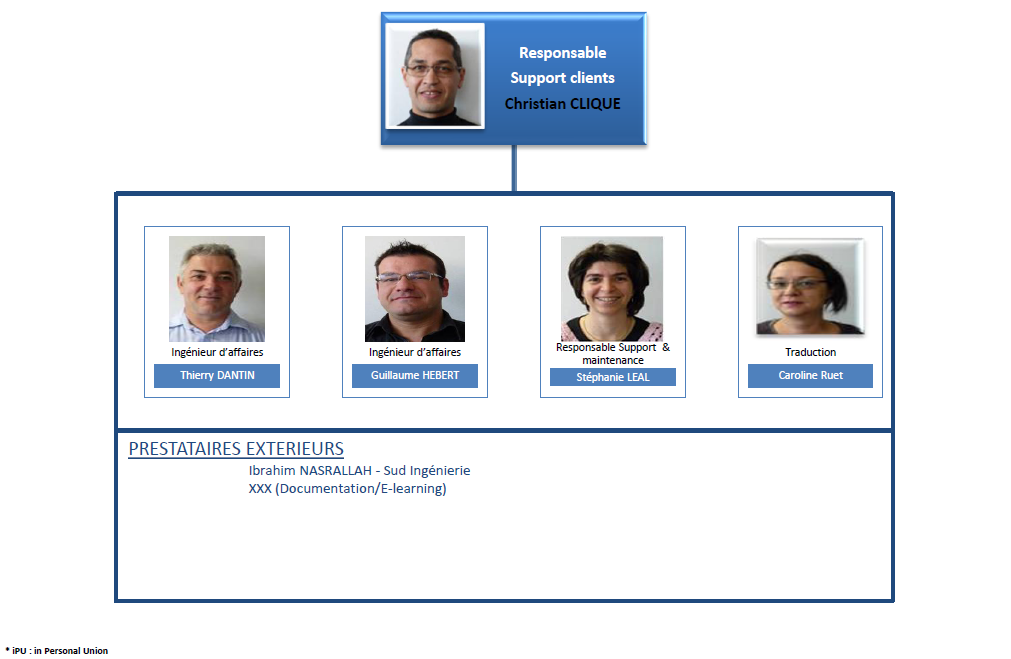 Responsable
Support clients
Christian CLIQUE
Ingénieur d'affaires
Thierry DANTIN
Ingénieur d'affaires
Guillaume HEBERT
Responsable Support &
maintenance
Stéphanie LEAL
Traduction
Caroline Ruet
PRESTATAIRES EXTERIEURS
Ibrahim NASRALLAH - Sud Ingénierie
XXX (Documentation/E-learning)
* iPU : in Personal Union